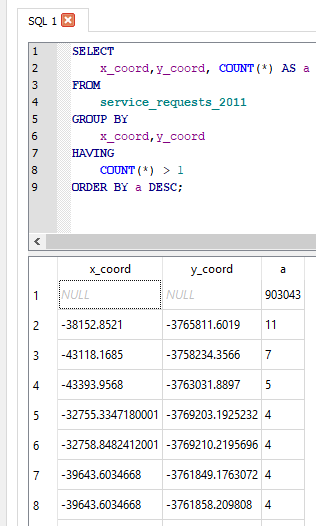 SQL 1
1 SELECT
2 x_coord,y_coord, COUNT(*) AS a
3 FROM
4 service_requests_2011
5 GROUP BY
6 x_coord,y_coord
7 HAVING
8 COUNT(*) > 1
9 ORDER BY a DESC;
x_coord y_coord a
1 NULL NULL 903043
2 -38152.8521 -3765811.6019 11
3 -43118.1685 -3758234.3566 7
4 -43393.9568 -3763031.8897 5
5 -32755.3347180001 -3769203.1925232 4
6 -32758.8482412001 -3769210.2195696 4
7 -39643.6034668 -3761849.1763072 4
8 -39643.6034668 -3761858.209808 4